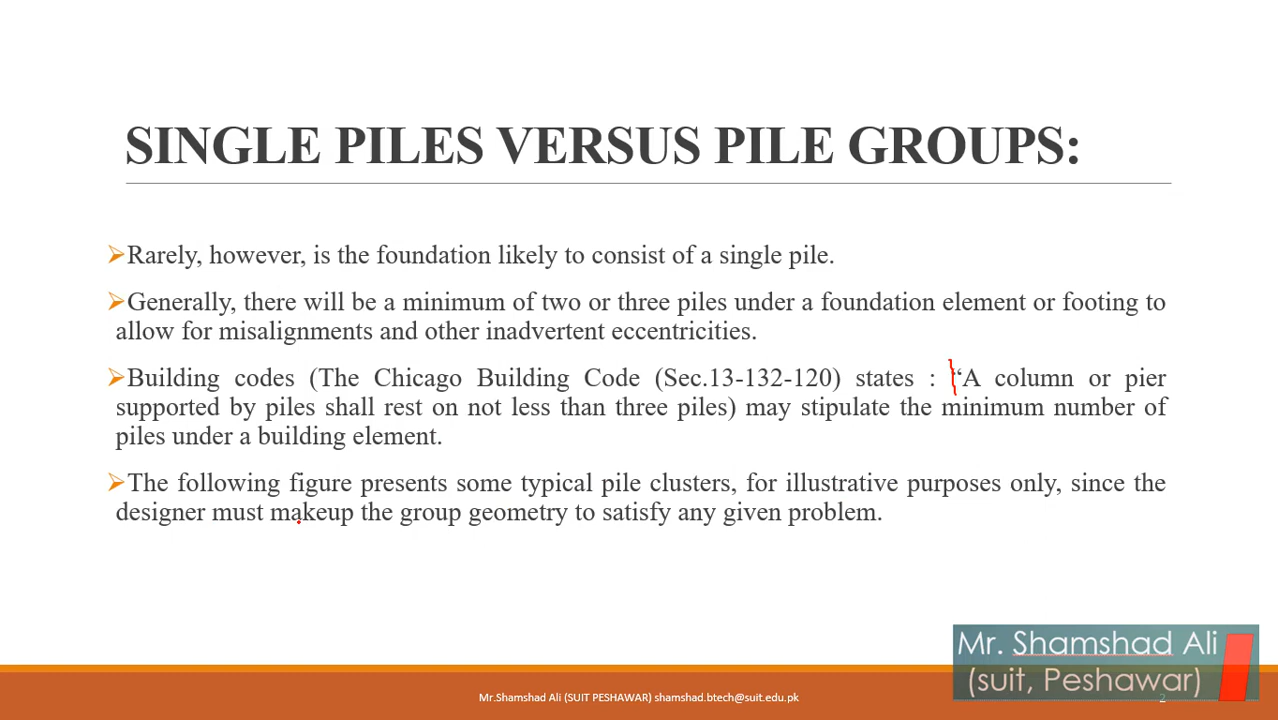 SINGLE PILES VERSUS PILE GROUPS:
Rarely, however, is the foundation likely to consist of a single pile.
Generally, there will be a minimum of two or three piles under a foundation element or footing to
allow for misalignments and other inadvertent eccentricities.
Building codes (The Chicago Building Code (Sec.13-132-120) states : “A column or pier
supported by piles shall rest on not less than three piles) may stipulate the minimum number of
piles under a building element.
The following figure presents some typical pile clusters, for illustrative purposes only, since the
designer must makeup the group geometry to satisfy any given problem.
Mr. Shamshad Ali
(suit, Peshawar)
Mr.Shamshad Ali (SUIT PESHAWAR) shamshad.btech@suit.edu.pk
2